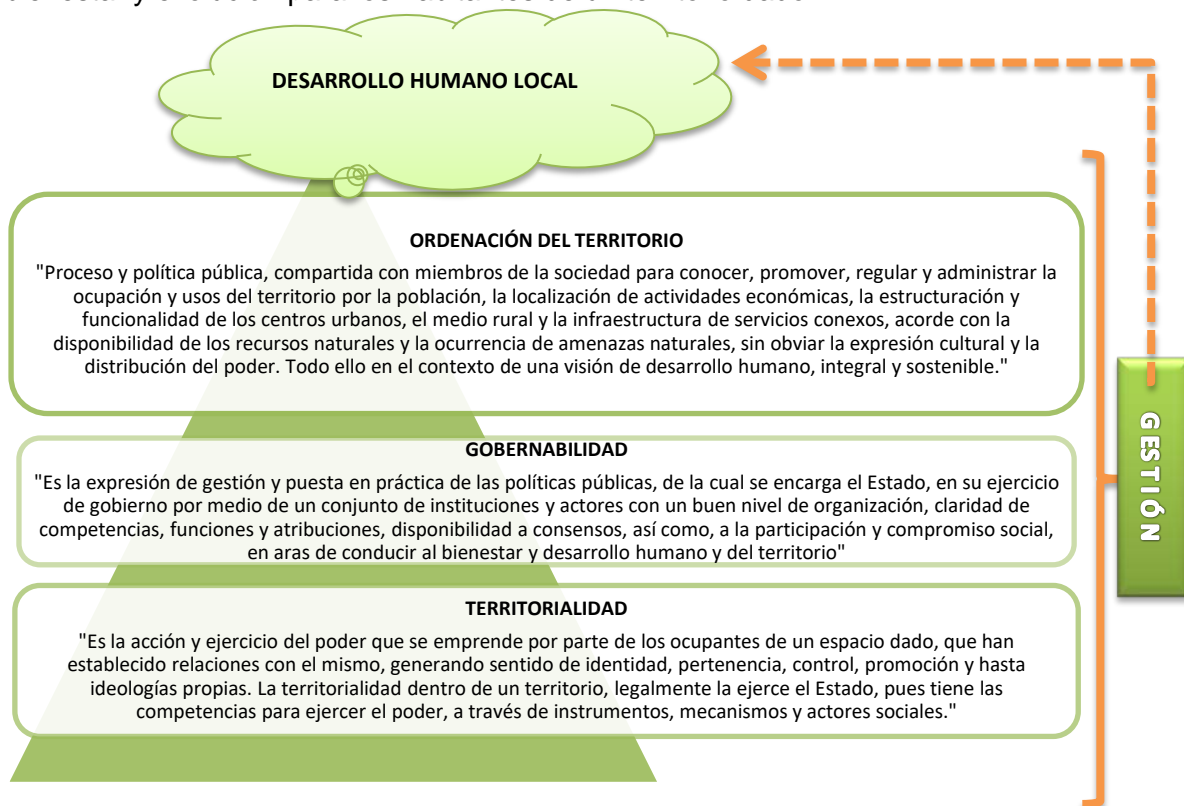 DESARROLLO HUMANO LOCAL
ORDENACIÓN DEL TERRITORIO
"Proceso y política pública, compartida con miembros de la sociedad para conocer, promover, regular y administrar la
ocupación y usos del territorio por la población, la localización de actividades económicas, la estructuración y
funcionalidad de los centros urbanos, el medio rural y la infraestructura de servicios conexos, acorde con la
disponibilidad de los recursos naturales y la ocurrencia de amenazas naturales, sin obviar la expresión cultural y la
distribución del poder. Todo ello en el contexto de una visión de desarrollo humano, integral y sostenible."
GOBERNABILIDAD
"Es la expresión de gestión y puesta en práctica de las políticas públicas, de la cual se encarga el Estado, en su ejercicio
de gobierno por medio de un conjunto de instituciones y actores con un buen nivel de organización, claridad de
competencias, funciones y atribuciones, disponibilidad a consensos, así como, a la participación y compromiso social,
en aras de conducir al bienestar y desarrollo humano y del territorio"
TERRITORIALIDAD
"Es la acción y ejercicio del poder que se emprende por parte de los ocupantes de un espacio dado, que han
establecido relaciones con el mismo, generando sentido de identidad, pertenencia, control, promoción y hasta
ideologías propias. La territorialidad dentro de un territorio, legalmente la ejerce el Estado, pues tiene las
competencias para ejercer el poder, a través de instrumentos, mecanismos y actores sociales."
GESTIÓN